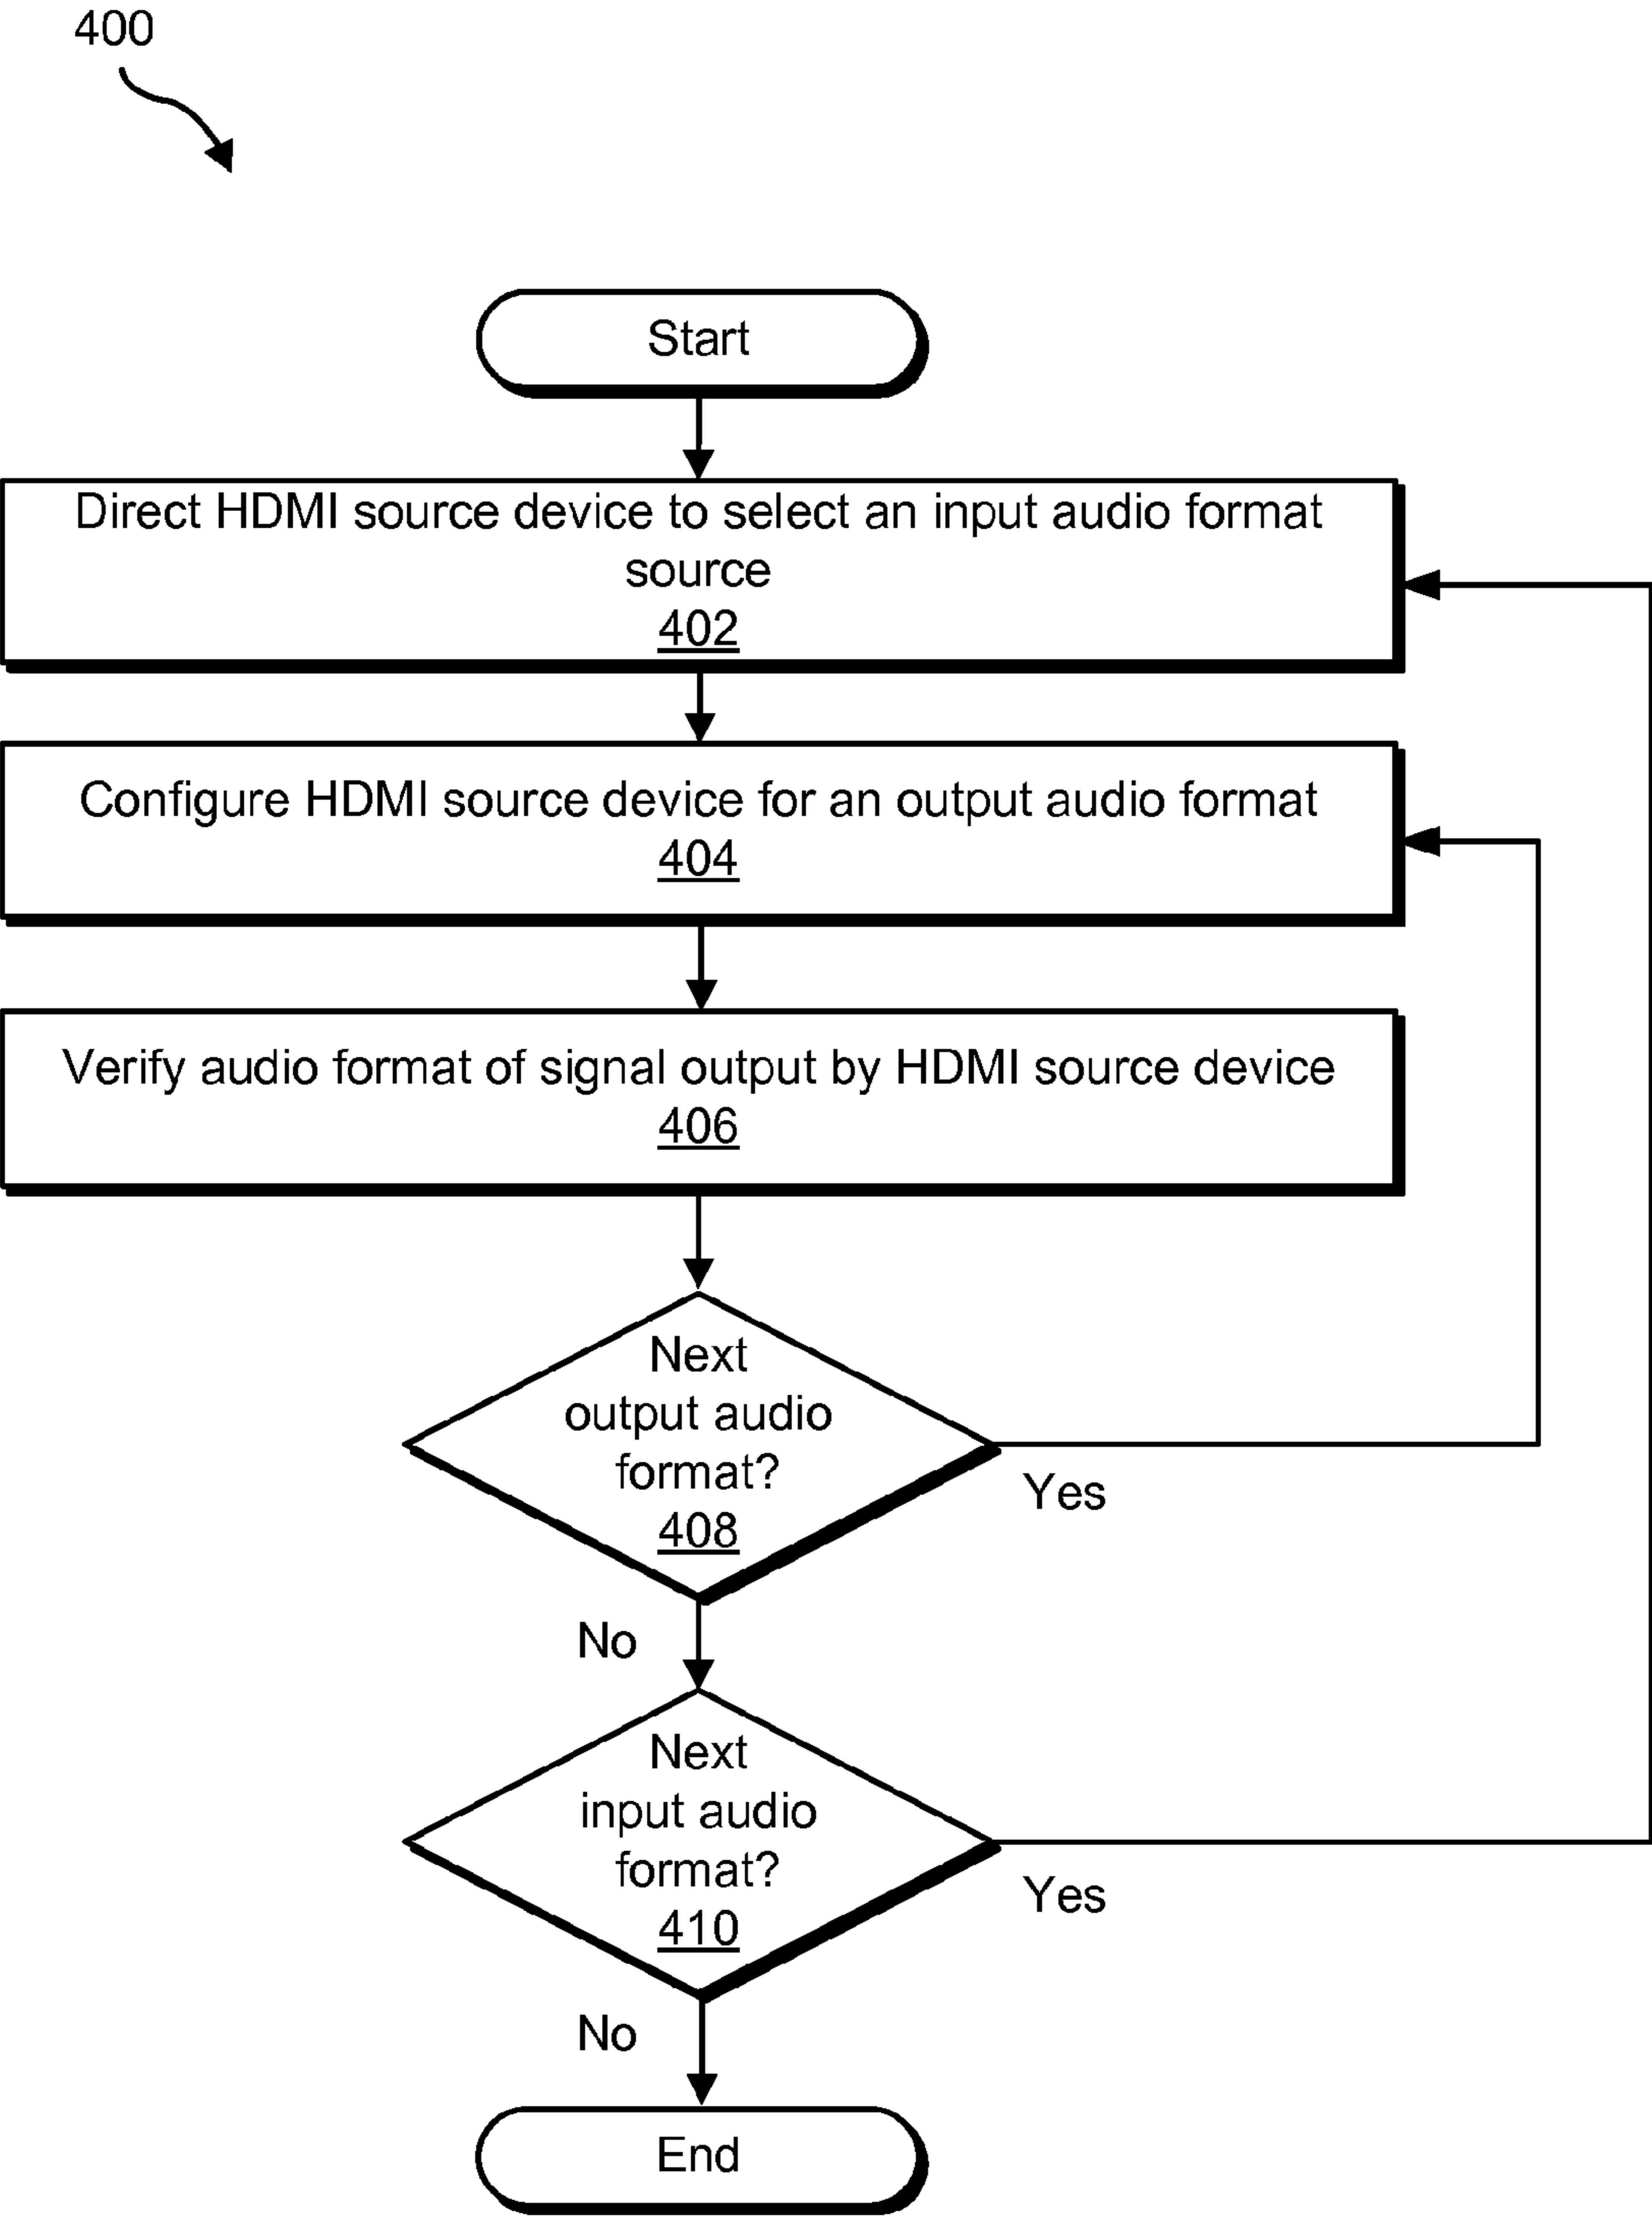 400
Start
Direct HDMI source device to select an input audio format
source
402
Configure HDMI source device for an output audio format
404
Verify audio format of signal output by HDMI source device
406
Next
output audio
format?
408
Yes
No
Next
input audio
format?
410
Yes
No
End